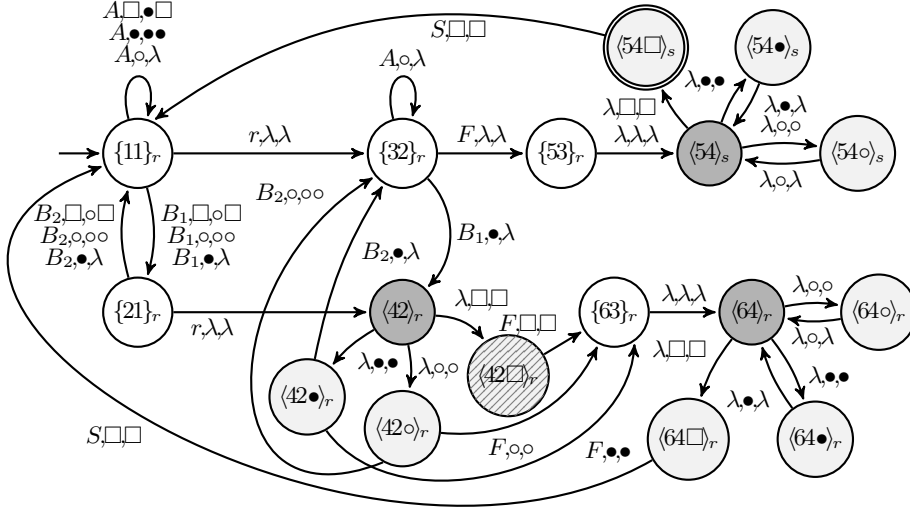 A,□,●□
A,●,●●
A,○,λ
S,□,□
A,○,λ
⟨54□⟩s
⟨54●⟩s
λ,●,●
λ,□,□
λ,●,λ
λ,○,○
{11}r
r,λ,λ
{32}r
F,λ,λ
{53}r
λ,λ,λ
⟨54⟩s
⟨54○⟩s
λ,○,λ
B2,○,○○
B2,□,○□
B2,○,○○
B2,●,λ
B1,□,○□
B1,○,○○
B1,●,λ
B2,●,λ
B1,●,λ
{21}r
r,λ,λ
⟨42⟩r
λ,□,□
F,□,□
{63}r
λ,λ,λ
⟨64⟩r
λ,○,○
⟨64○⟩r
λ,○,λ
λ,●,●
λ,○,○
⟨42□⟩r
λ,□,□
λ,●,λ
λ,●,●
⟨42●⟩r
⟨42○⟩r
S,□,□
F,○,○
F,●,●
⟨64□⟩r
⟨64●⟩r